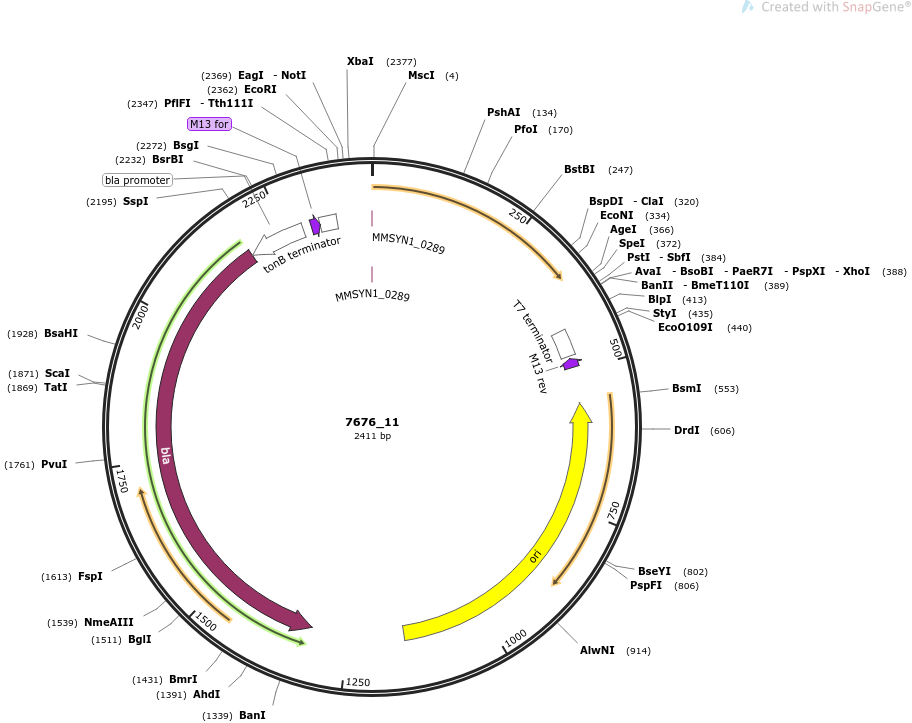 Created with SnapGene®
XbaI (2377)
(2369) EagI - NotI
MscI (4)
(2362) EcoRI
(2347) PflFI - Tth111I
PshAI (134)
M13 for
PfoI (170)
(2272) BsgI
(2232) BsrBI
BstBI (247)
bla promoter
(2195) SspI
2250
250
BspDI - ClaI (320)
EcoNI (334)
AgeI (366)
SpeI (372)
PstI - SbfI (384)
AvaI - BsoBI - PaeR7I - PspXI - XhoI (388)
BanII - BmeT110I (389)
BlpI (413)
StyI (435)
EcoO109I (440)
tonB terminator
MMSYN1_0289
MMSYN1_0289
T7 terminator
M13 rev
2000
500
(1928) BsaHI
(1871) ScaI
(1869) TatI
BsmI (553)
7676_11
2411 bp
DrdI (606)
bla
(1761) PvuI
1750
750
ori
BseYI (802)
PspFI (806)
(1613) FspI
(1539) NmeAIII
(1511) BglI
1500
1000
AlwNI (914)
(1431) BmrI
(1391) AhdI
1250
(1339) BanI